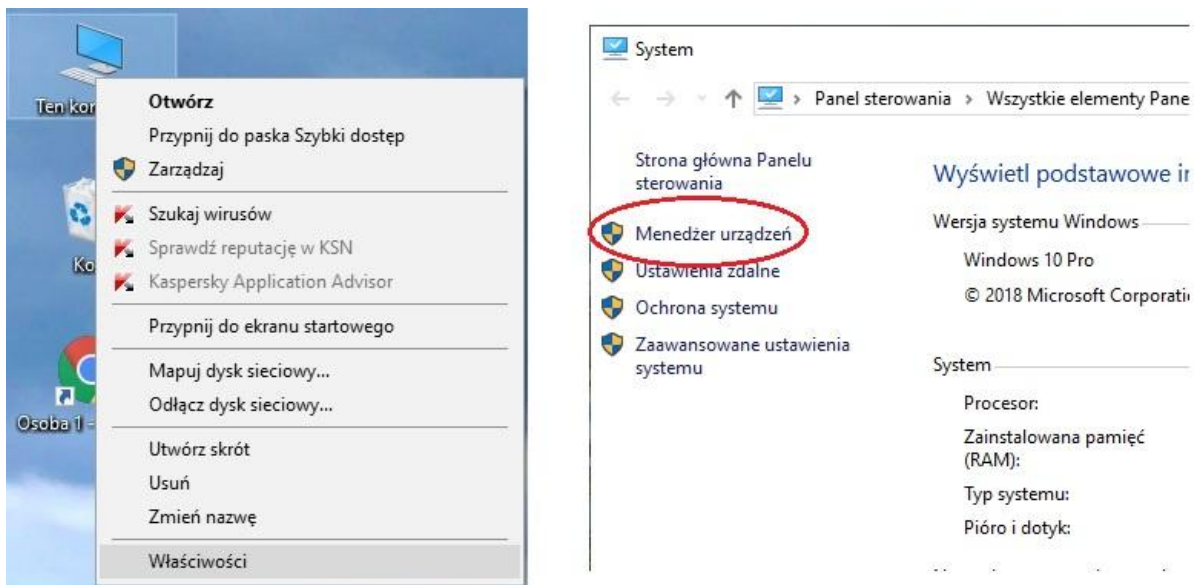 Ten kom
Otwórz
Przypnij do paska Szybki dostęp
Zarządzaj
Szukaj wirusów
Sprawdź reputację w KSN
Kaspersky Application Advisor
Przypnij do ekranu startowego
Mapuj dysk sieciowy...
Odłącz dysk sieciowy...
Utwórz skrót
Usuń
Zmień nazwę
Właściwości
Ko
Osoba 1 -
System
Panel sterowania > Wszystkie elementy Pane
Strona główna Panelu
sterowania
Menedżer urządzeń
Ustawienia zdalne
Ochrona systemu
Zaawansowane ustawienia
systemu
Wyświetl podstawowe in
Wersja systemu Windows
Windows 10 Pro
© 2018 Microsoft Corporati
System
Procesor:
Zainstalowana pamięć
(RAM):
Typ systemu:
Pióro i dotyk: